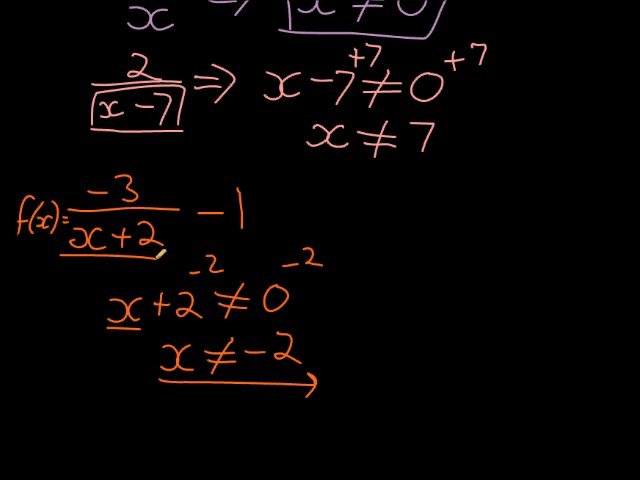 x ⇒ x ≠ 0
2/(x - 7) ⇒ x - 7 +7 ≠ 0 +7
x ≠ 7
f(x) = -3/(x + 2) - 1
x + 2 -2 ≠ 0 -2
x ≠ -2